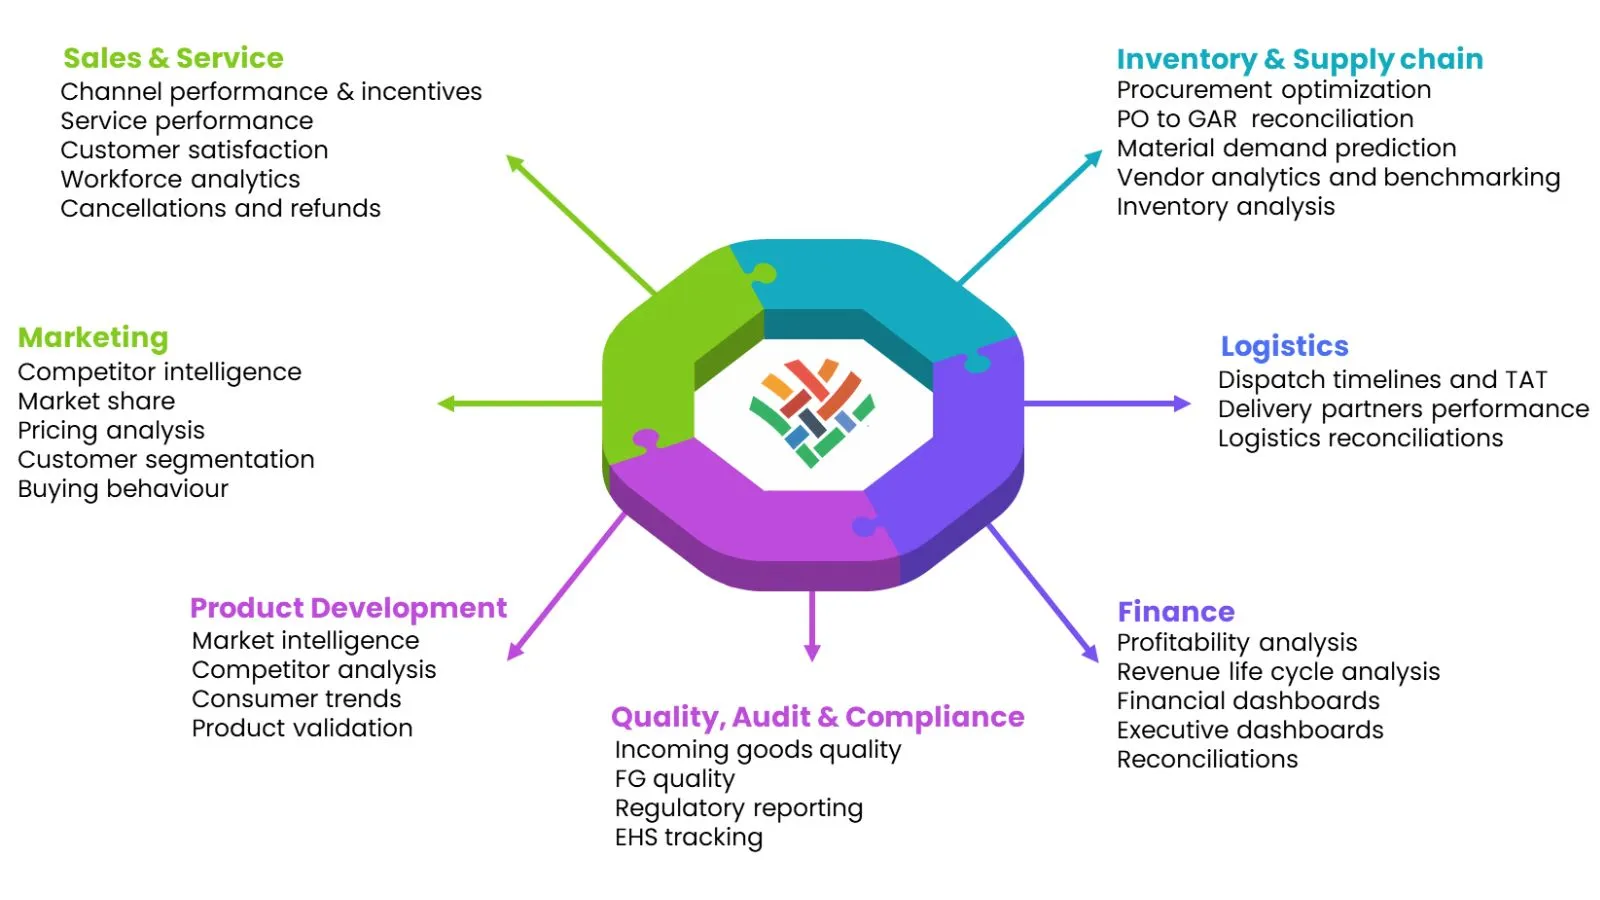 Sales & Service
Channel performance & incentives
Service performance
Customer satisfaction
Workforce analytics
Cancellations and refunds
Inventory & Supply chain
Procurement optimization
PO to GAR reconciliation
Material demand prediction
Vendor analytics and benchmarking
Inventory analysis
Marketing
Competitor intelligence
Market share
Pricing analysis
Customer segmentation
Buying behaviour
Logistics
Dispatch timelines and TAT
Delivery partners performance
Logistics reconciliations
Product Development
Market intelligence
Competitor analysis
Consumer trends
Product validation
Quality, Audit & Compliance
Incoming goods quality
FG quality
Regulatory reporting
EHS tracking
Finance
Profitability analysis
Revenue life cycle analysis
Financial dashboards
Executive dashboards
Reconciliations